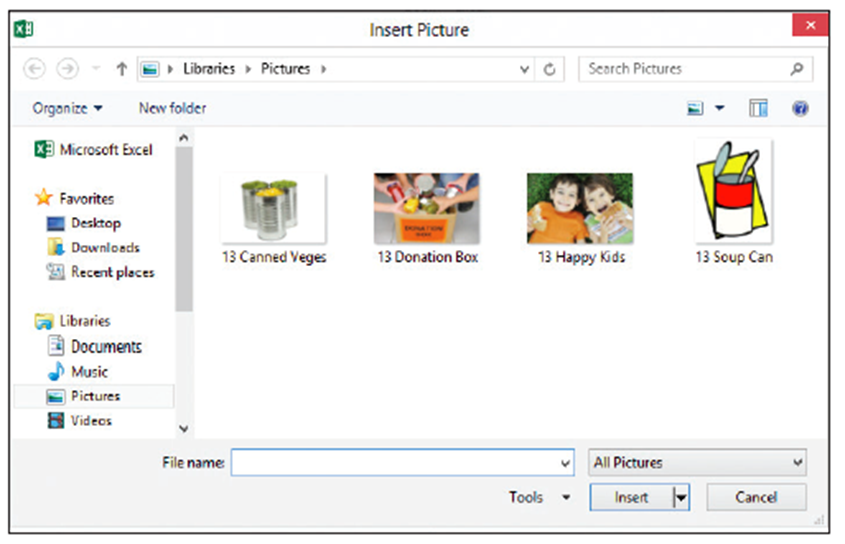 Insert Picture
Libraries Pictures
Search Pictures
Organize New folder
Microsoft Excel
Favorites
Desktop
Downloads
Recent places
Libraries
Documents
Music
Pictures
Videos
13 Canned Veges 13 Donation Box 13 Happy Kids 13 Soup Can
DONATION
File name: All Pictures
Tools Insert Cancel